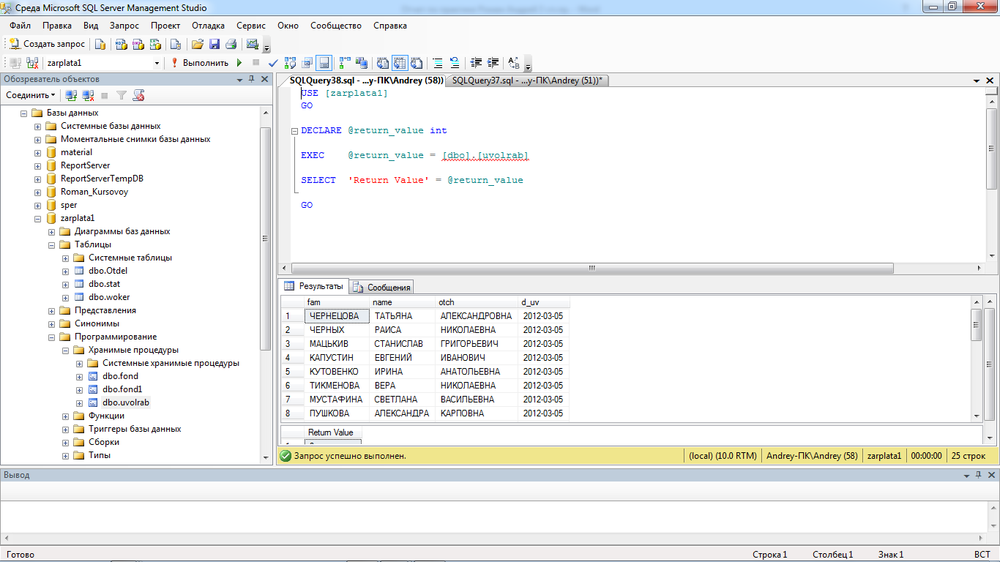 Среда Microsoft SQL Server Management Studio
Файл Правка Вид Запрос Проект Отладка Сервис Окно Сообщество Справка
Создать запрос
zarplata1 Выполнить
Обозреватель объектов
Соединить
Базы данных
Системные базы данных
Моментальные снимки базы данных
material
ReportServer
ReportServerTempDB
Roman_Kursovoy
sper
zarplata1
Диаграммы баз данных
Таблицы
Системные таблицы
dbo.Otdel
dbo.stat
dbo.woker
Представления
Синонимы
Программирование
Хранимые процедуры
Системные хранимые процедуры
dbo.fond
dbo.fond1
dbo.uvolrab
Функции
Триггеры базы данных
Сборки
Типы
SQLQuery38.sql - ...y-ПК\Andrey (58)) SQLQuery37.sql - ...y-ПК\Andrey (51))*
USE [zarplata1]
GO
DECLARE @return_value int
EXEC @return_value = [dbo].[uvolrab]
SELECT 'Return Value' = @return_value
GO
Результаты Сообщения
fam name otch d_uv
1 ЧЕРНЕЦОВА ТАТЬЯНА АЛЕКСАНДРОВНА 2012-03-05
2 ЧЕРНЫХ РАИСА НИКОЛАЕВНА 2012-03-05
3 МАЦЬКИВ СТАНИСЛАВ ГРИГОРЬЕВИЧ 2012-03-05
4 КАПУСТИН ЕВГЕНИЙ ИВАНОВИЧ 2012-03-05
5 КУТОВЕНКО ИРИНА АНАТОЛЬЕВНА 2012-03-05
6 ТИКМЕНОВА ВЕРА НИКОЛАЕВНА 2012-03-05
7 МУСТАФИНА СВЕТЛАНА ВАСИЛЬЕВНА 2012-03-05
8 ПУШКОВА АЛЕКСАНДРА КАРПОВНА 2012-03-05
Return Value
Запрос успешно выполнен. (local) (10.0 RTM) Andrey-ПК\Andrey (58) zarplata1 00:00:00 25 строк
Вывод
Готово Строка 1 Столбец 1 Знак 1 ВСТ